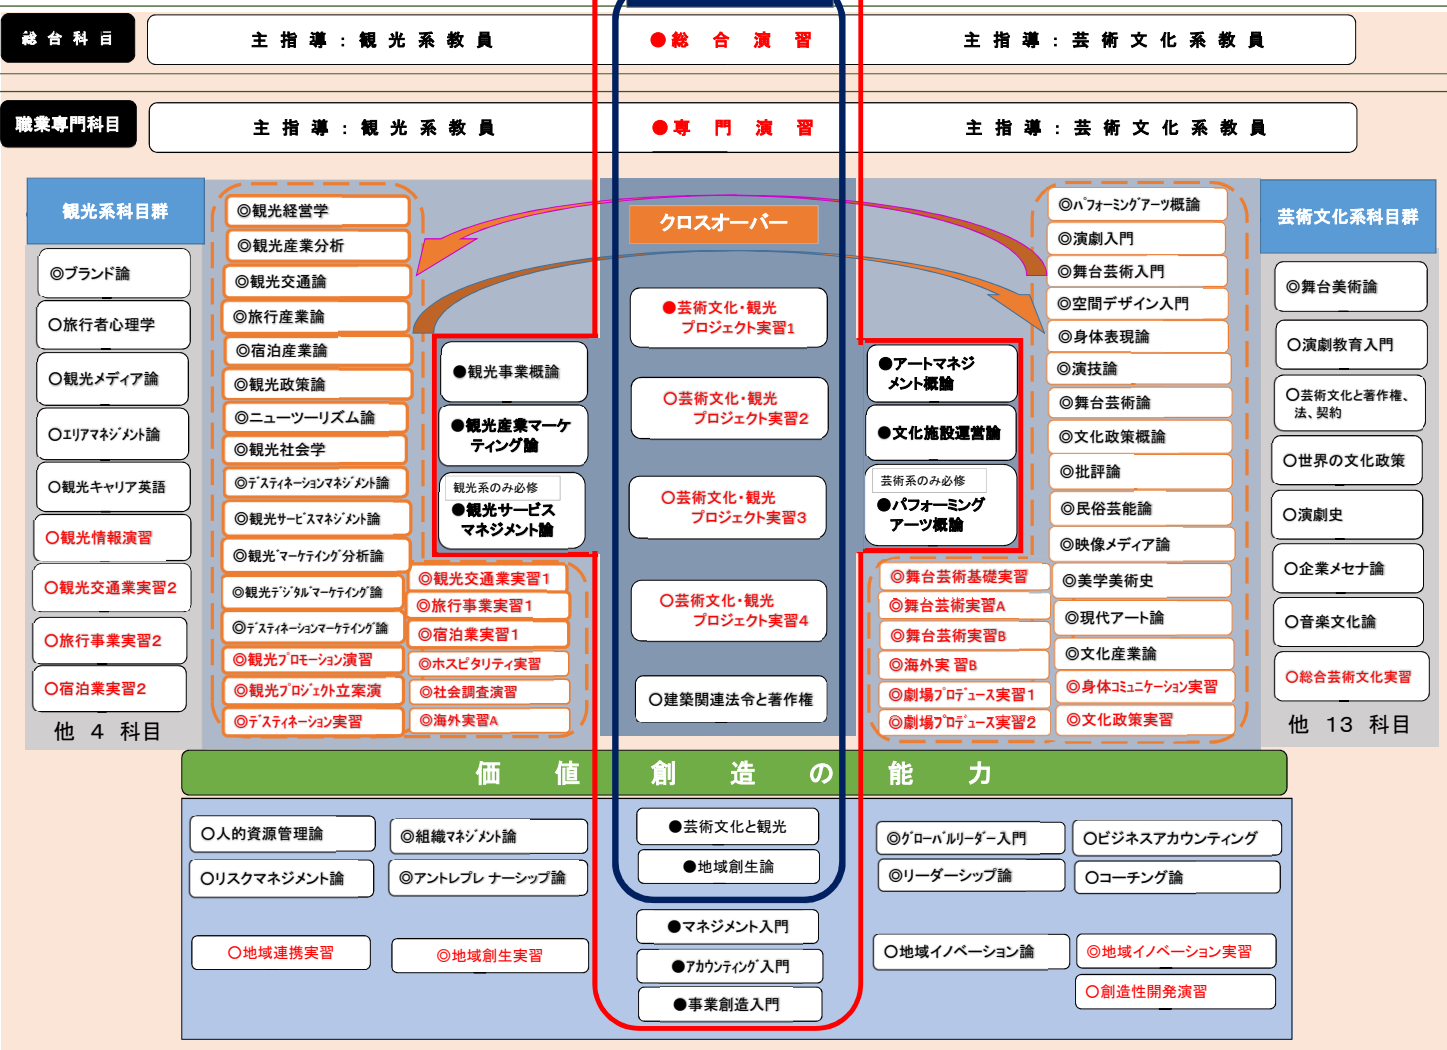 総合科目
主指導：観光系教員
●総合演習
主指導：芸術文化系教員
職業専門科目
主指導：観光系教員
●専門演習
主指導：芸術文化系教員
観光系科目群
◎ブランド論
○旅行者心理学
◎観光メディア論
○エリアマネジメント論
○観光キャリア英語
○観光情報演習
○観光交通業実習2
○旅行事業実習2
○宿泊業実習2
他 4 科目
◎観光経営学
◎観光産業分析
◎観光交通論
◎旅行産業論
◎宿泊産業論
◎観光政策論
◎ニューツーリズム論
◎観光社会学
◎デスティネーションマネジメント論
◎観光サービスマネジメント論
◎観光マーケテイング分析論
◎観光デジタルマーケテイング論
◎デスティネーションマーケテイング論
◎観光プロモーション演習
◎観光プロジェクト立案演
◎デスティネーション実習
●観光事業概論
●観光産業マーケ
ティング論
観光系のみ必修
●観光サービス
マネジメント論
◎観光交通業実習1
◎旅行事業実習1
◎宿泊業実習1
◎ホスピタリティ実習
◎社会調査演習
◎海外実習A
クロスオーバー
●芸術文化・観光
プロジェクト実習1
○芸術文化・観光
プロジェクト実習2
○芸術文化・観光
プロジェクト実習3
○芸術文化・観光
プロジェクト実習4
○建築関連法令と著作権
●アートマネジ
メント概論
●文化施設運営論
芸術系のみ必修
●パフォーミング
アーツ概論
◎舞台芸術基礎実習
◎舞台芸術実習A
◎舞台芸術実習B
◎海外実 習B
◎劇場プロデュース実習1
◎劇場プロデュース実習2
◎パフォーミングアーツ概論
◎演劇入門
◎舞台芸術入門
◎空間デザイン入門
◎身体表現論
◎演技論
◎舞台芸術論
◎文化政策概論
◎批評論
◎民俗芸能論
◎映像メディア論
◎美学美術史
◎現代アート論
◎文化産業論
◎身体コミュニケーション実習
◎文化政策実習
芸術文化系科目群
◎舞台美術論
○演劇教育入門
○芸術文化と著作権、
法、契約
○世界の文化政策
○演劇史
○企業メセナ論
○音楽文化論
○総合芸術文化実習
他 13 科目
価値創造の能力
○人的資源管理論
◎組織マネジメント論
○リスクマネジメント論
◎アントレプレ ナーシップ論
○地域連携実習
◎地域創生実習
●芸術文化と観光
●地域創生論
●マネジメント入門
●アカウンティング入門
●事業創造入門
◎グローバルリーダー入門
○ビジネスアカウンティング
◎リーダーシップ論
○コーチング論
○地域イノベーション論
◎地域イノベーション実習
○創造性開発演習